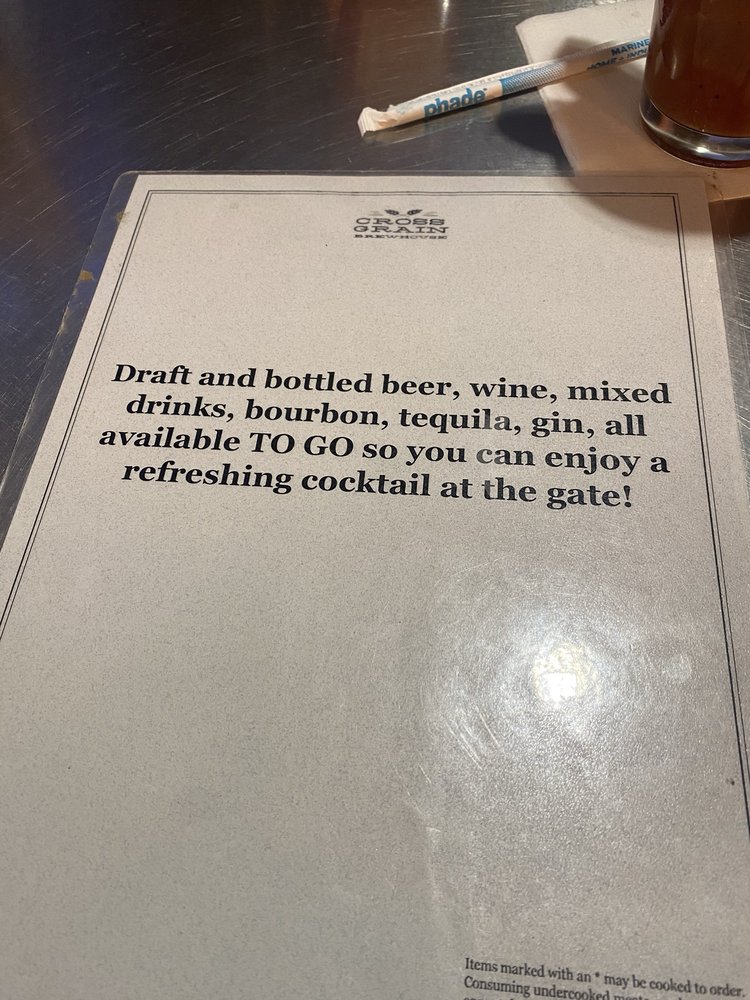 phade
MARINE
CROSS
GRAIN
BREWHOUSE
Draft and bottled beer, wine, mixed
drinks, bourbon, tequila, gin, all
available TO GO so you can enjoy a
refreshing cocktail at the gate!
Items marked with an * may be cooked to order.
Consuming undercooked